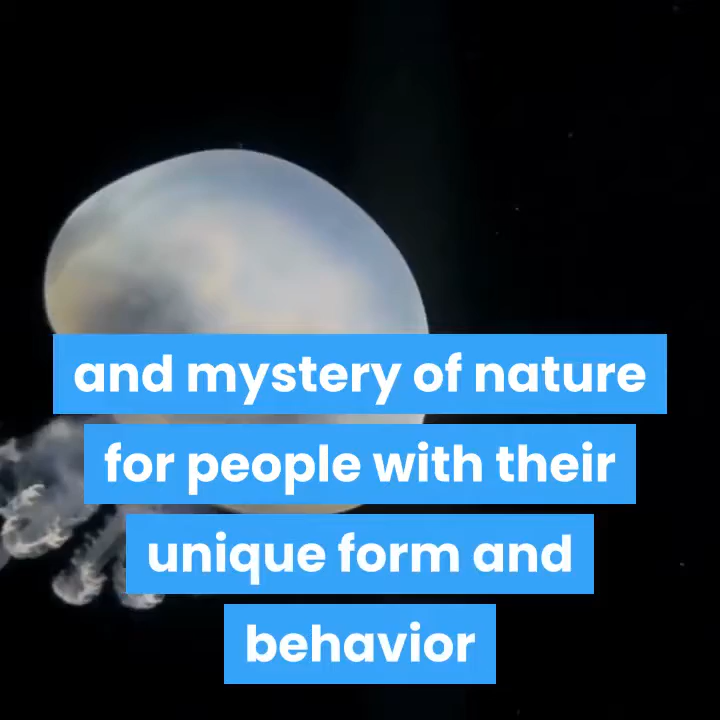 and mystery of nature
for people with their
unique form and
behavior